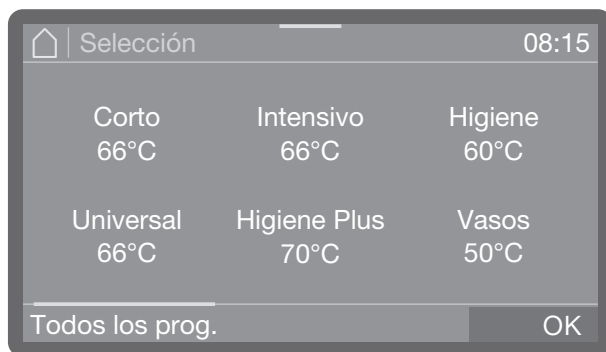 Selección 08:15
Corto Intensivo Higiene
66°C 66°C 60°C
Universal Higiene Plus Vasos
66°C 70°C 50°C
Todos los prog. OK